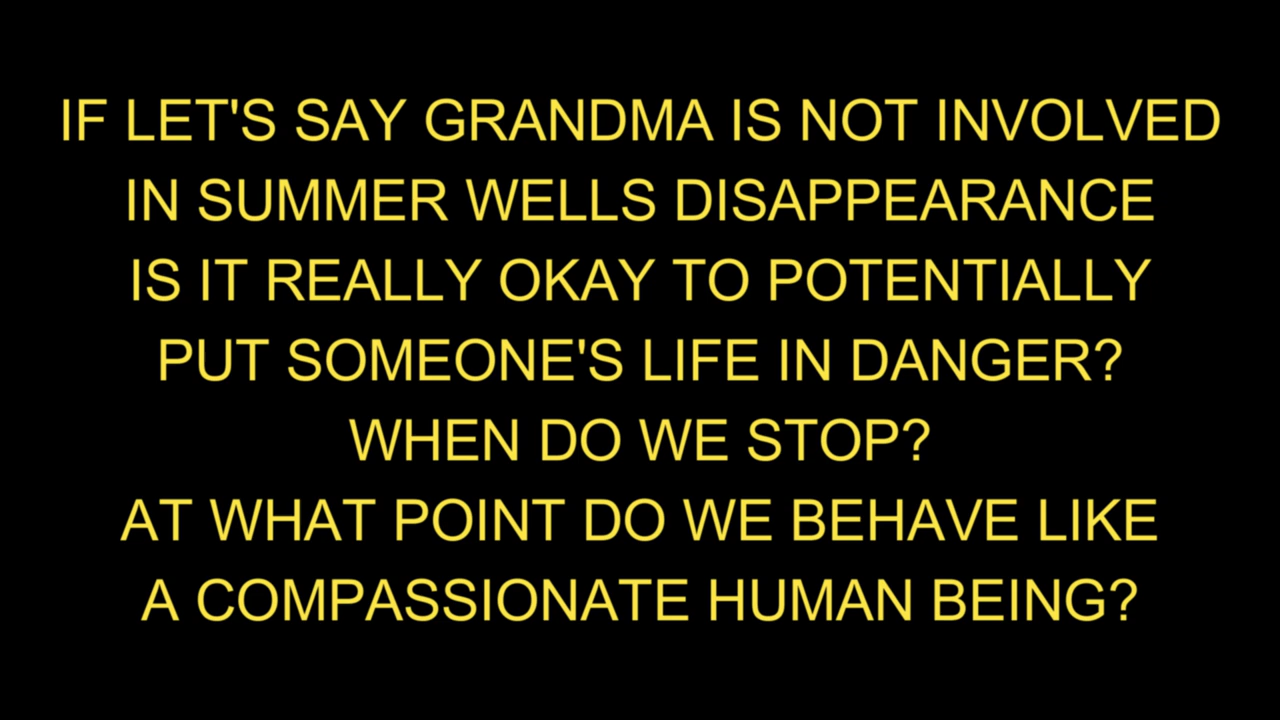 IF LET'S SAY GRANDMA IS NOT INVOLVED
IN SUMMER WELLS DISAPPEARANCE
IS IT REALLY OKAY TO POTENTIALLY
PUT SOMEONE'S LIFE IN DANGER?
WHEN DO WE STOP?
AT WHAT POINT DO WE BEHAVE LIKE
A COMPASSIONATE HUMAN BEING?